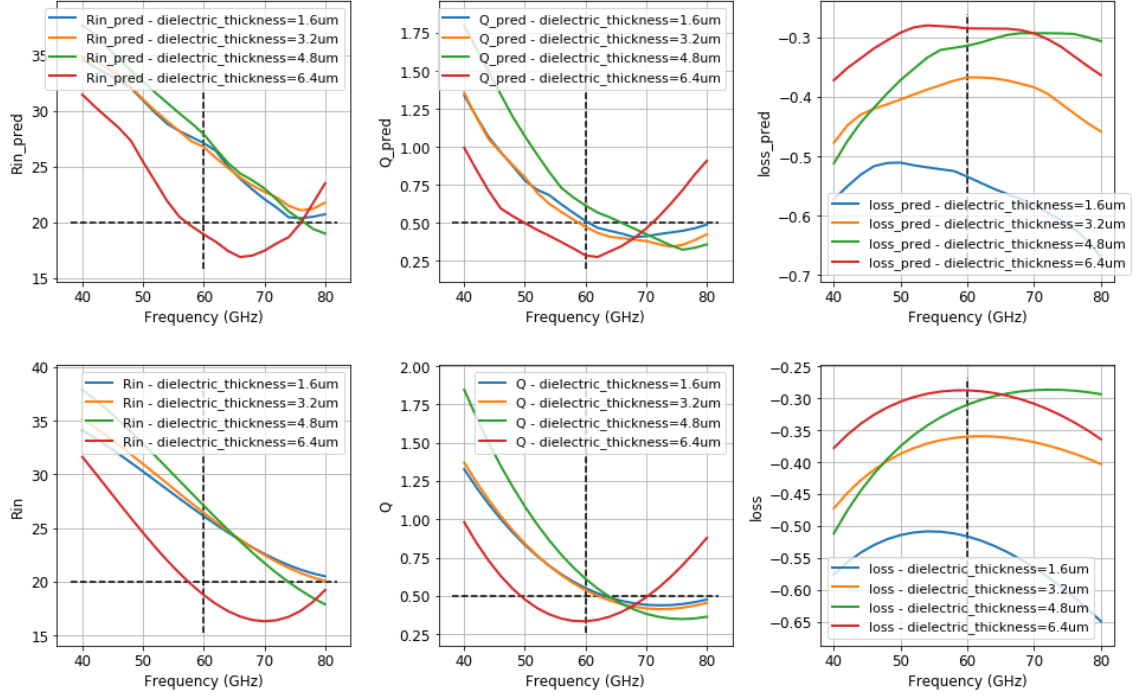 Rin_pred - dielectric_thickness=1.6um
Rin_pred - dielectric_thickness=3.2um
Rin_pred - dielectric_thickness=4.8um
Rin_pred - dielectric_thickness=6.4um
35
30
25
20
15
Rin_pred
40 50 60 70 80
Frequency (GHz)
Q_pred - dielectric_thickness=1.6um
Q_pred - dielectric_thickness=3.2um
Q_pred - dielectric_thickness=4.8um
Q_pred - dielectric_thickness=6.4um
1.75
1.50
1.25
1.00
0.75
0.50
0.25
Q_pred
40 50 60 70 80
Frequency (GHz)
−0.3
−0.4
−0.5
−0.6
−0.7
loss_pred
loss_pred - dielectric_thickness=1.6um
loss_pred - dielectric_thickness=3.2um
loss_pred - dielectric_thickness=4.8um
loss_pred - dielectric_thickness=6.4um
40 50 60 70 80
Frequency (GHz)
Rin - dielectric_thickness=1.6um
Rin - dielectric_thickness=3.2um
Rin - dielectric_thickness=4.8um
Rin - dielectric_thickness=6.4um
40
35
30
25
20
15
Rin
40 50 60 70 80
Frequency (GHz)
Q - dielectric_thickness=1.6um
Q - dielectric_thickness=3.2um
Q - dielectric_thickness=4.8um
Q - dielectric_thickness=6.4um
2.00
1.75
1.50
1.25
1.00
0.75
0.50
0.25
Q
40 50 60 70 80
Frequency (GHz)
−0.25
−0.30
−0.35
−0.40
−0.45
−0.50
−0.55
−0.60
−0.65
loss
loss - dielectric_thickness=1.6um
loss - dielectric_thickness=3.2um
loss - dielectric_thickness=4.8um
loss - dielectric_thickness=6.4um
40 50 60 70 80
Frequency (GHz)